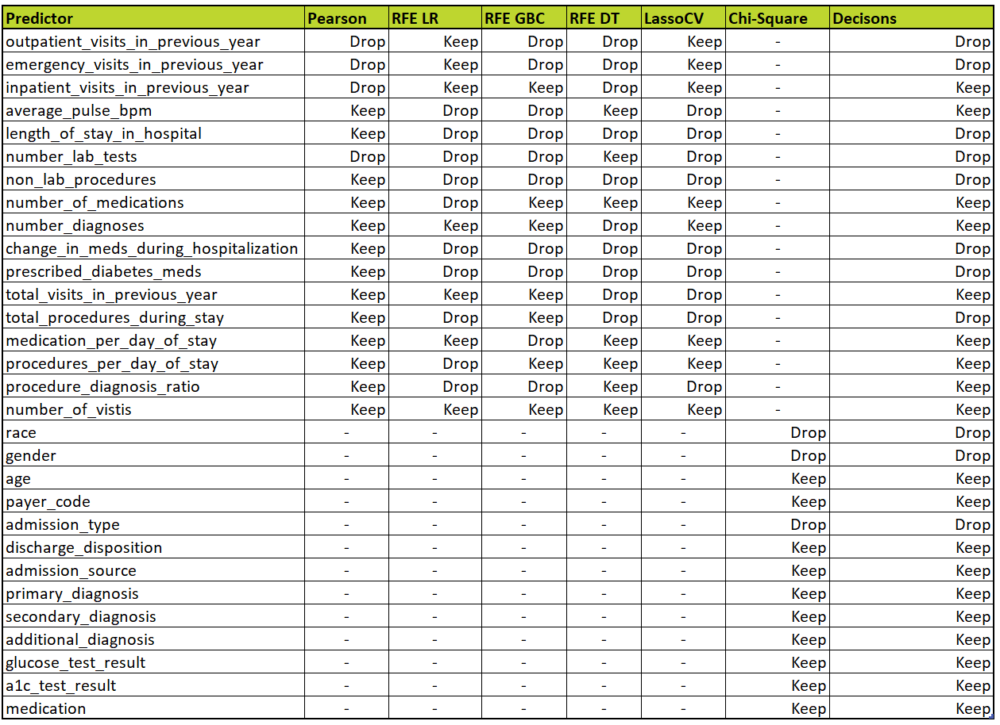 Predictor Pearson RFE LR RFE GBC RFE DT LassoCV Chi-Square Decisons
outpatient_visits_in_previous_year Drop Keep Drop Drop Keep - Drop
emergency_visits_in_previous_year Drop Keep Drop Drop Keep - Drop
inpatient_visits_in_previous_year Drop Keep Keep Drop Keep - Keep
average_pulse_bpm Keep Drop Drop Keep Drop - Keep
length_of_stay_in_hospital Keep Drop Drop Drop Drop - Drop
number_lab_tests Drop Drop Drop Keep Drop - Drop
non_lab_procedures Keep Drop Drop Drop Drop - Drop
number_of_medications Keep Drop Keep Keep Keep - Keep
number_diagnoses Keep Keep Keep Drop Keep - Keep
change_in_meds_during_hospitalization Keep Drop Drop Drop Drop - Drop
prescribed_diabetes_meds Keep Drop Drop Drop Drop - Drop
total_visits_in_previous_year Keep Keep Keep Drop Drop - Keep
total_procedures_during_stay Keep Drop Keep Drop Drop - Drop
medication_per_day_of_stay Keep Keep Drop Keep Keep - Keep
procedures_per_day_of_stay Keep Drop Keep Keep Keep - Keep
procedure_diagnosis_ratio Keep Drop Drop Keep Drop - Keep
number_of_vistis Keep Keep Keep Keep Keep - Keep
race - - - - - Drop Drop
gender - - - - - Drop Drop
age - - - - - Keep Keep
payer_code - - - - - Keep Keep
admission_type - - - - - Drop Drop
discharge_disposition - - - - - Keep Keep
admission_source - - - - - Keep Keep
primary_diagnosis - - - - - Keep Keep
secondary_diagnosis - - - - - Keep Keep
additional_diagnosis - - - - - Keep Keep
glucose_test_result - - - - - Keep Keep
a1c_test_result - - - - - Keep Keep
medication - - - - - Keep Keep